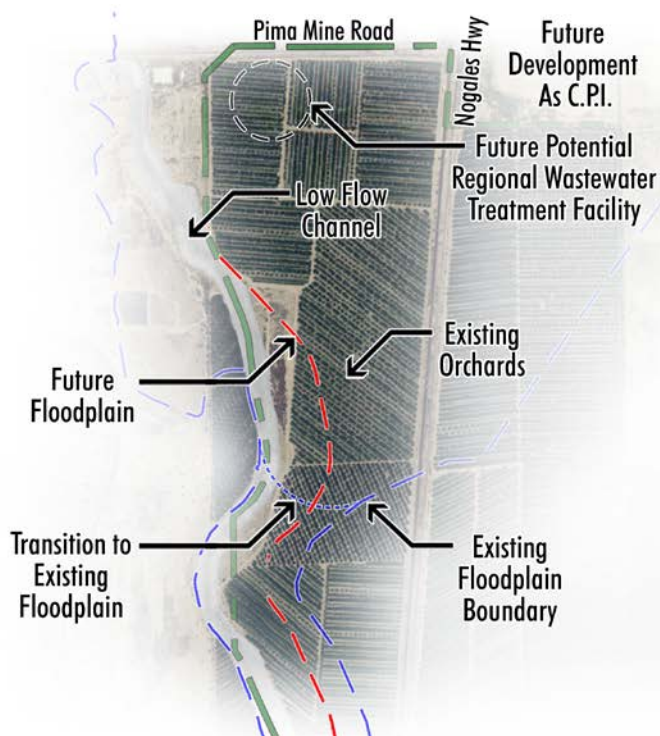 Pima Mine Road
Nogales Hwy
Future
Development
As C.P.I.
Future Potential
Regional Wastewater
Treatment Facility
Low Flow
Channel
Existing
Orchards
Future
Floodplain
Transition to
Existing
Floodplain
Existing
Floodplain
Boundary